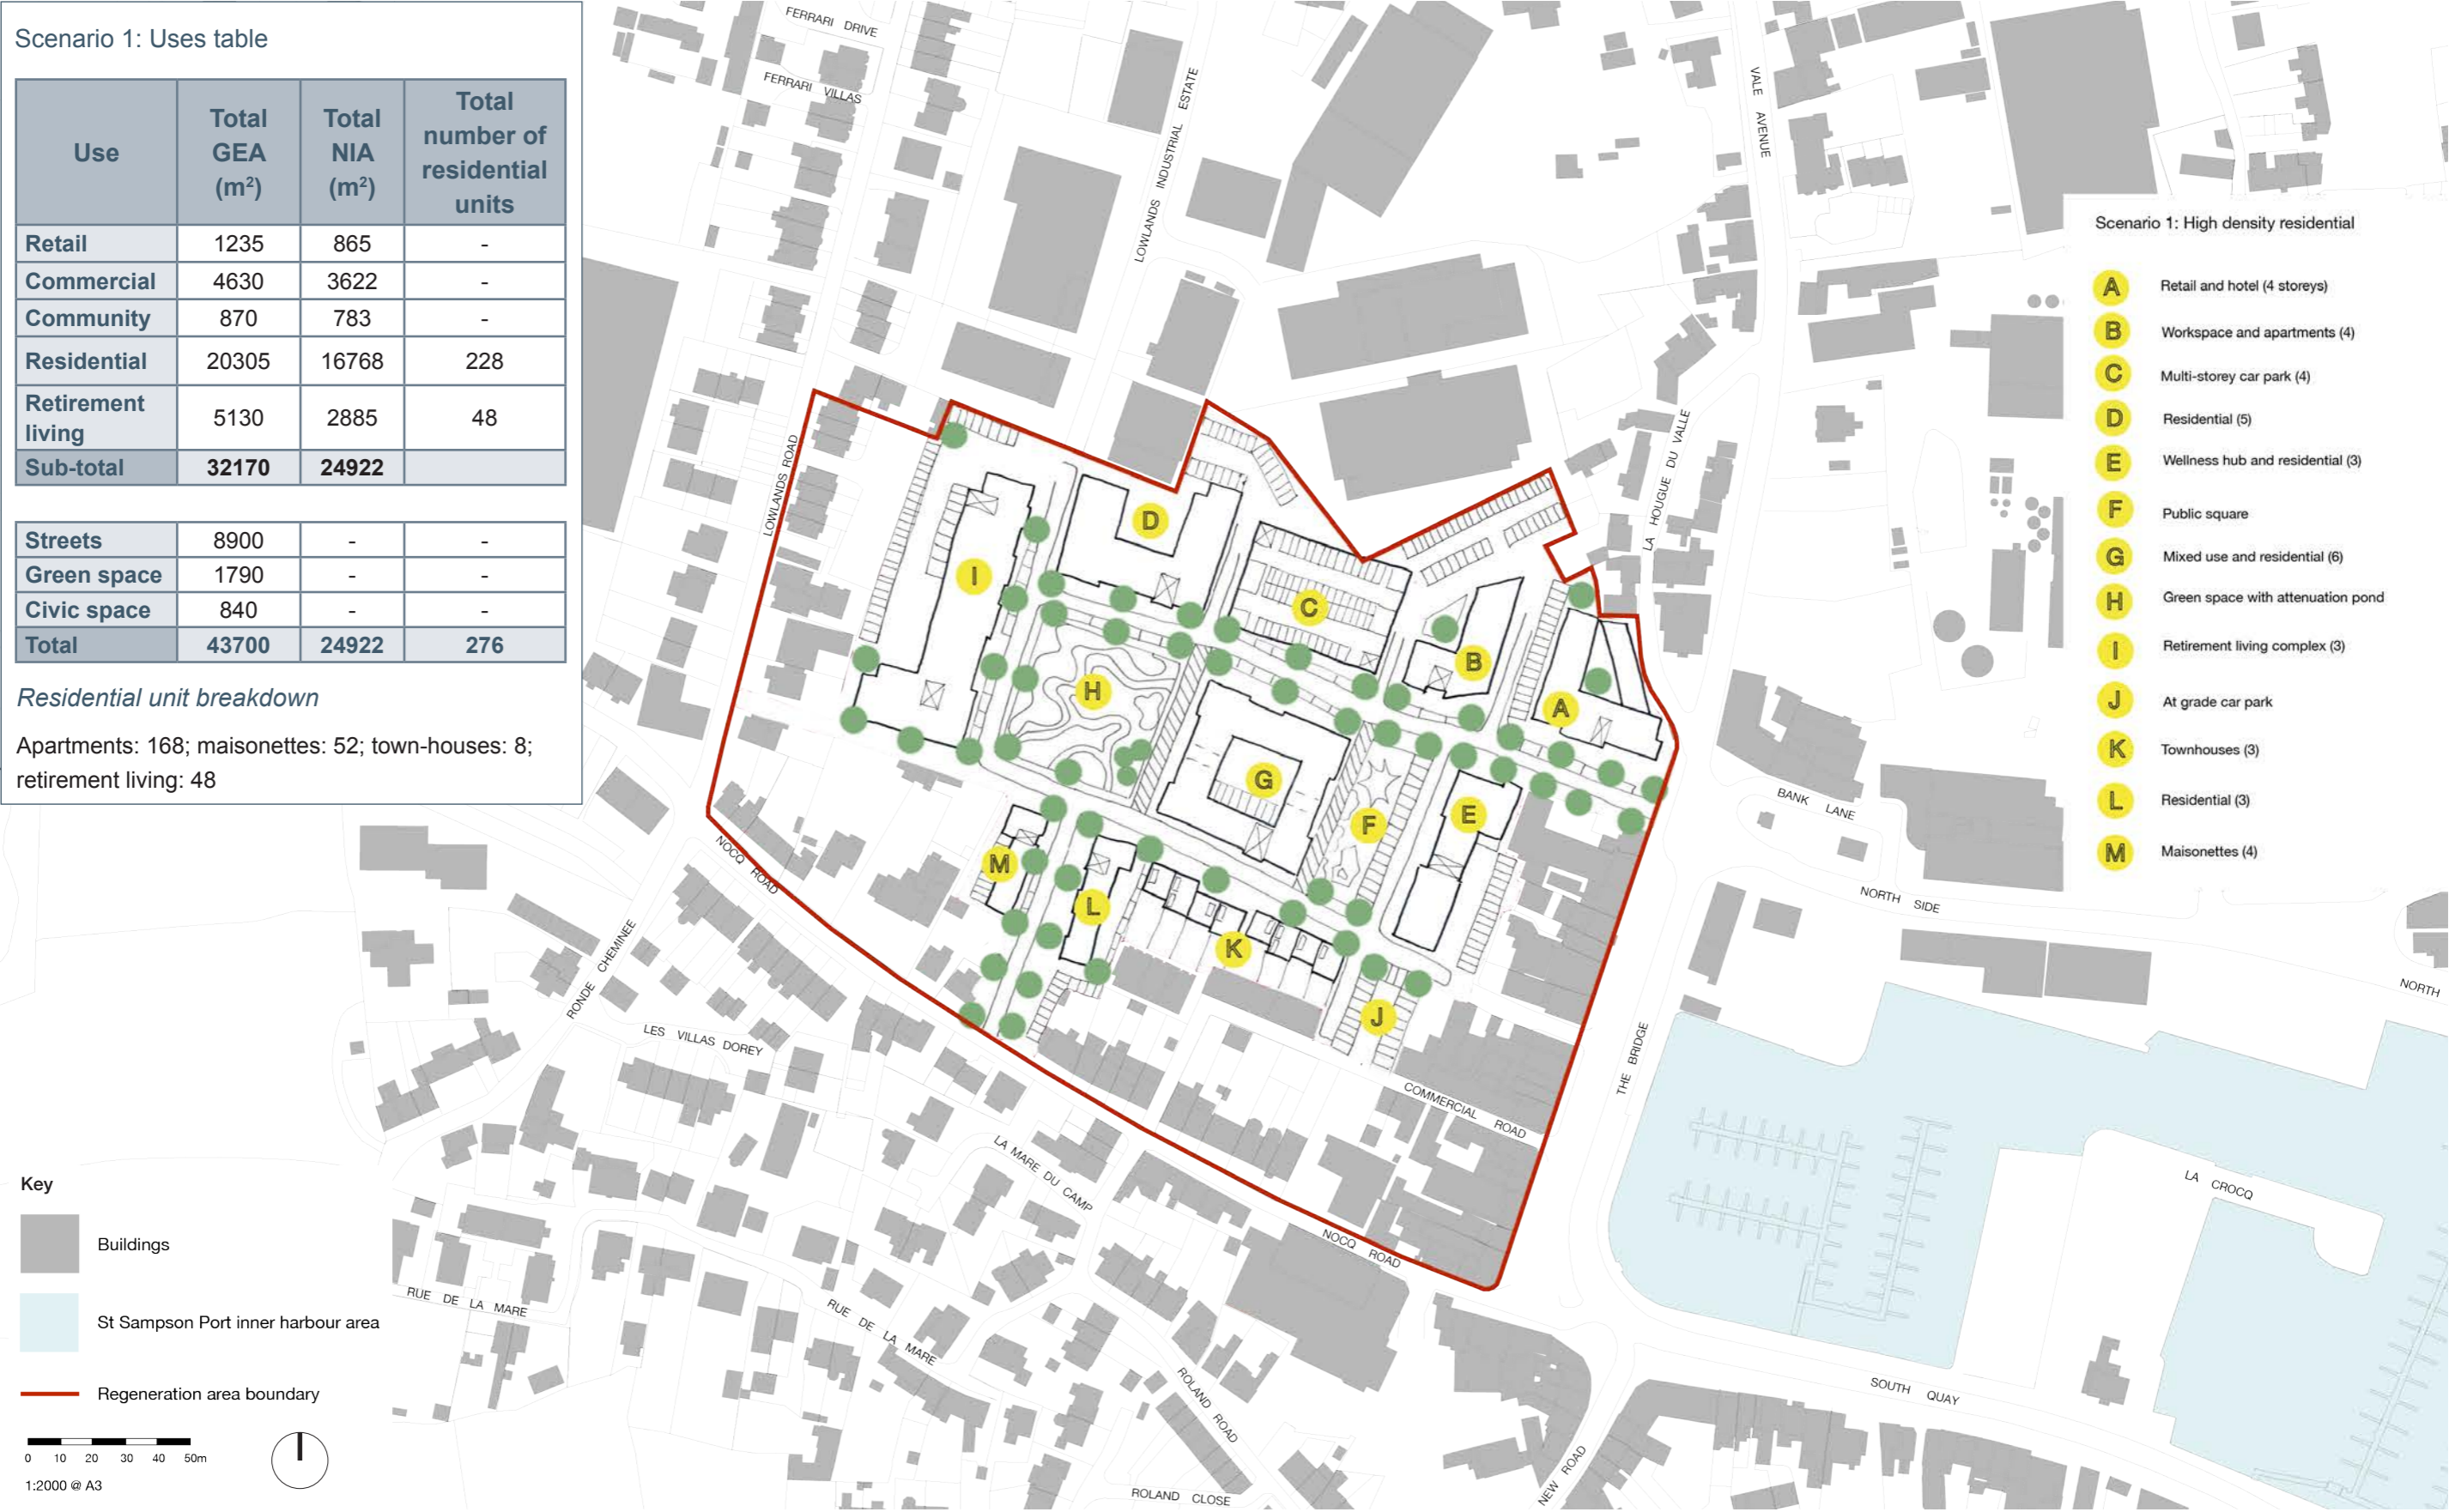 Scenario 1: Uses table
Use
Total GEA (m²)
Total NIA (m²)
Total number of residential units
Retail 1235 865 -
Commercial 4630 3622 -
Community 870 783 -
Residential 20305 16768 228
Retirement living 5130 2885 48
Sub-total 32170 24922
Streets 8900 - -
Green space 1790 - -
Civic space 840 - -
Total 43700 24922 276
Residential unit breakdown
Apartments: 168; maisonettes: 52; town-houses: 8;
retirement living: 48
FERRARI DRIVE
FERRARI VILLAS
LOWLANDS INDUSTRIAL ESTATE
VALE AVENUE
LOWLANDS ROAD
LA HOUGUE DU VALLE
D
I
C
B
H
A
G
F
E
M
L
K
J
BANK LANE
NORTH SIDE
NORTH
NOCQ ROAD
RONDE CHEMINEE
LES VILLAS DOREY
THE BRIDGE
COMMERCIAL ROAD
LA MARE DU CAMP
LA CROCQ
NOCQ ROAD
RUE DE LA MARE
RUE DE LA MARE
ROLAND ROAD
SOUTH QUAY
NEW ROAD
ROLAND CLOSE
Scenario 1: High density residential
A Retail and hotel (4 storeys)
B Workspace and apartments (4)
C Multi-storey car park (4)
D Residential (5)
E Wellness hub and residential (3)
F Public square
G Mixed use and residential (6)
H Green space with attenuation pond
I Retirement living complex (3)
J At grade car park
K Townhouses (3)
L Residential (3)
M Maisonettes (4)
Key
Buildings
St Sampson Port inner harbour area
Regeneration area boundary
0 10 20 30 40 50m
1:2000 @ A3